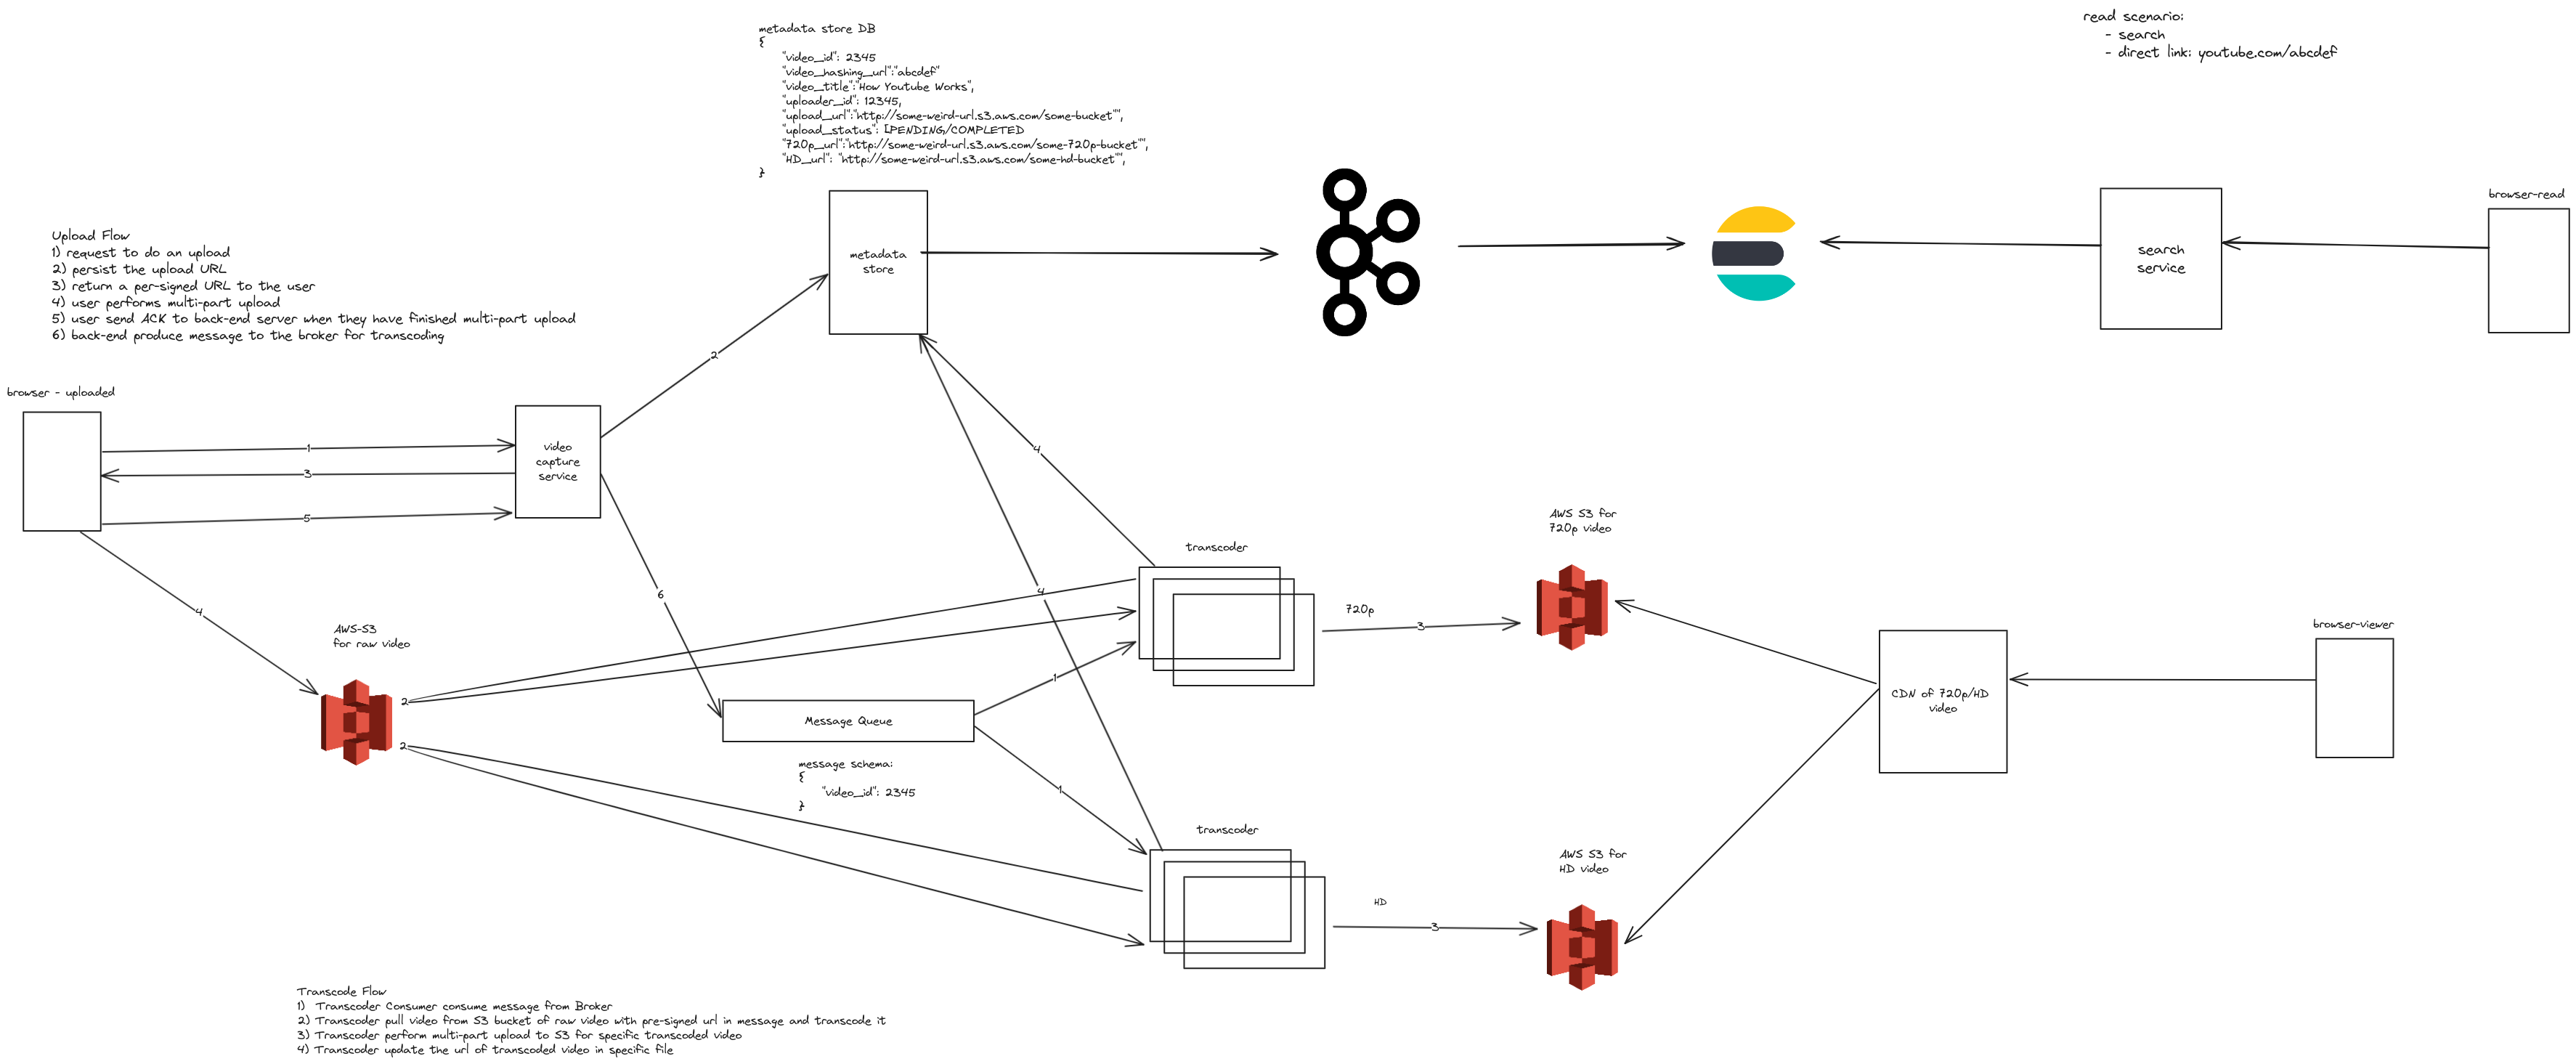 read scenario:
- search
- direct link: youtube.com/abcdef
metadata store DB
{
"video_id": 2345
"video_hashing_url":"abcdef"
"video_title":"How Youtube Works",
"uploader_id": 12345,
"upload_url":"http://some-weird-url.s3.aws.com/some-bucket"",
"upload_status": [PENDING/COMPLETED
"720p_url":"http://some-weird-url.s3.aws.com/some-720p-bucket"",
"HD_url": "http://some-weird-url.s3.aws.com/some-hd-bucket"",
}
metadata
store
search
service
browser-read
Upload Flow
1) request to do an upload
2) persist the upload URL
3) return a per-signed URL to the user
4) user performs multi-part upload
5) user send ACK to back-end server when they have finished multi-part upload
6) back-end produce message to the broker for transcoding
browser - uploaded
video
capture
service
1
3
5
2
4
6
4
4
AWS-S3
for raw video
2
2
Message Queue
message schema:
{
"video_id": 2345
}
1
1
transcoder
720p
3
AWS S3 for
720p video
transcoder
HD
3
AWS S3 for
HD video
CDN of 720p/HD
video
browser-viewer
Transcode Flow
1) Transcoder Consumer consume message from Broker
2) Transcoder pull video from S3 bucket of raw video with pre-signed url in message and transcode it
3) Transcoder perform multi-part upload to S3 for specific transcoded video
4) Transcoder update the url of transcoded video in specific file